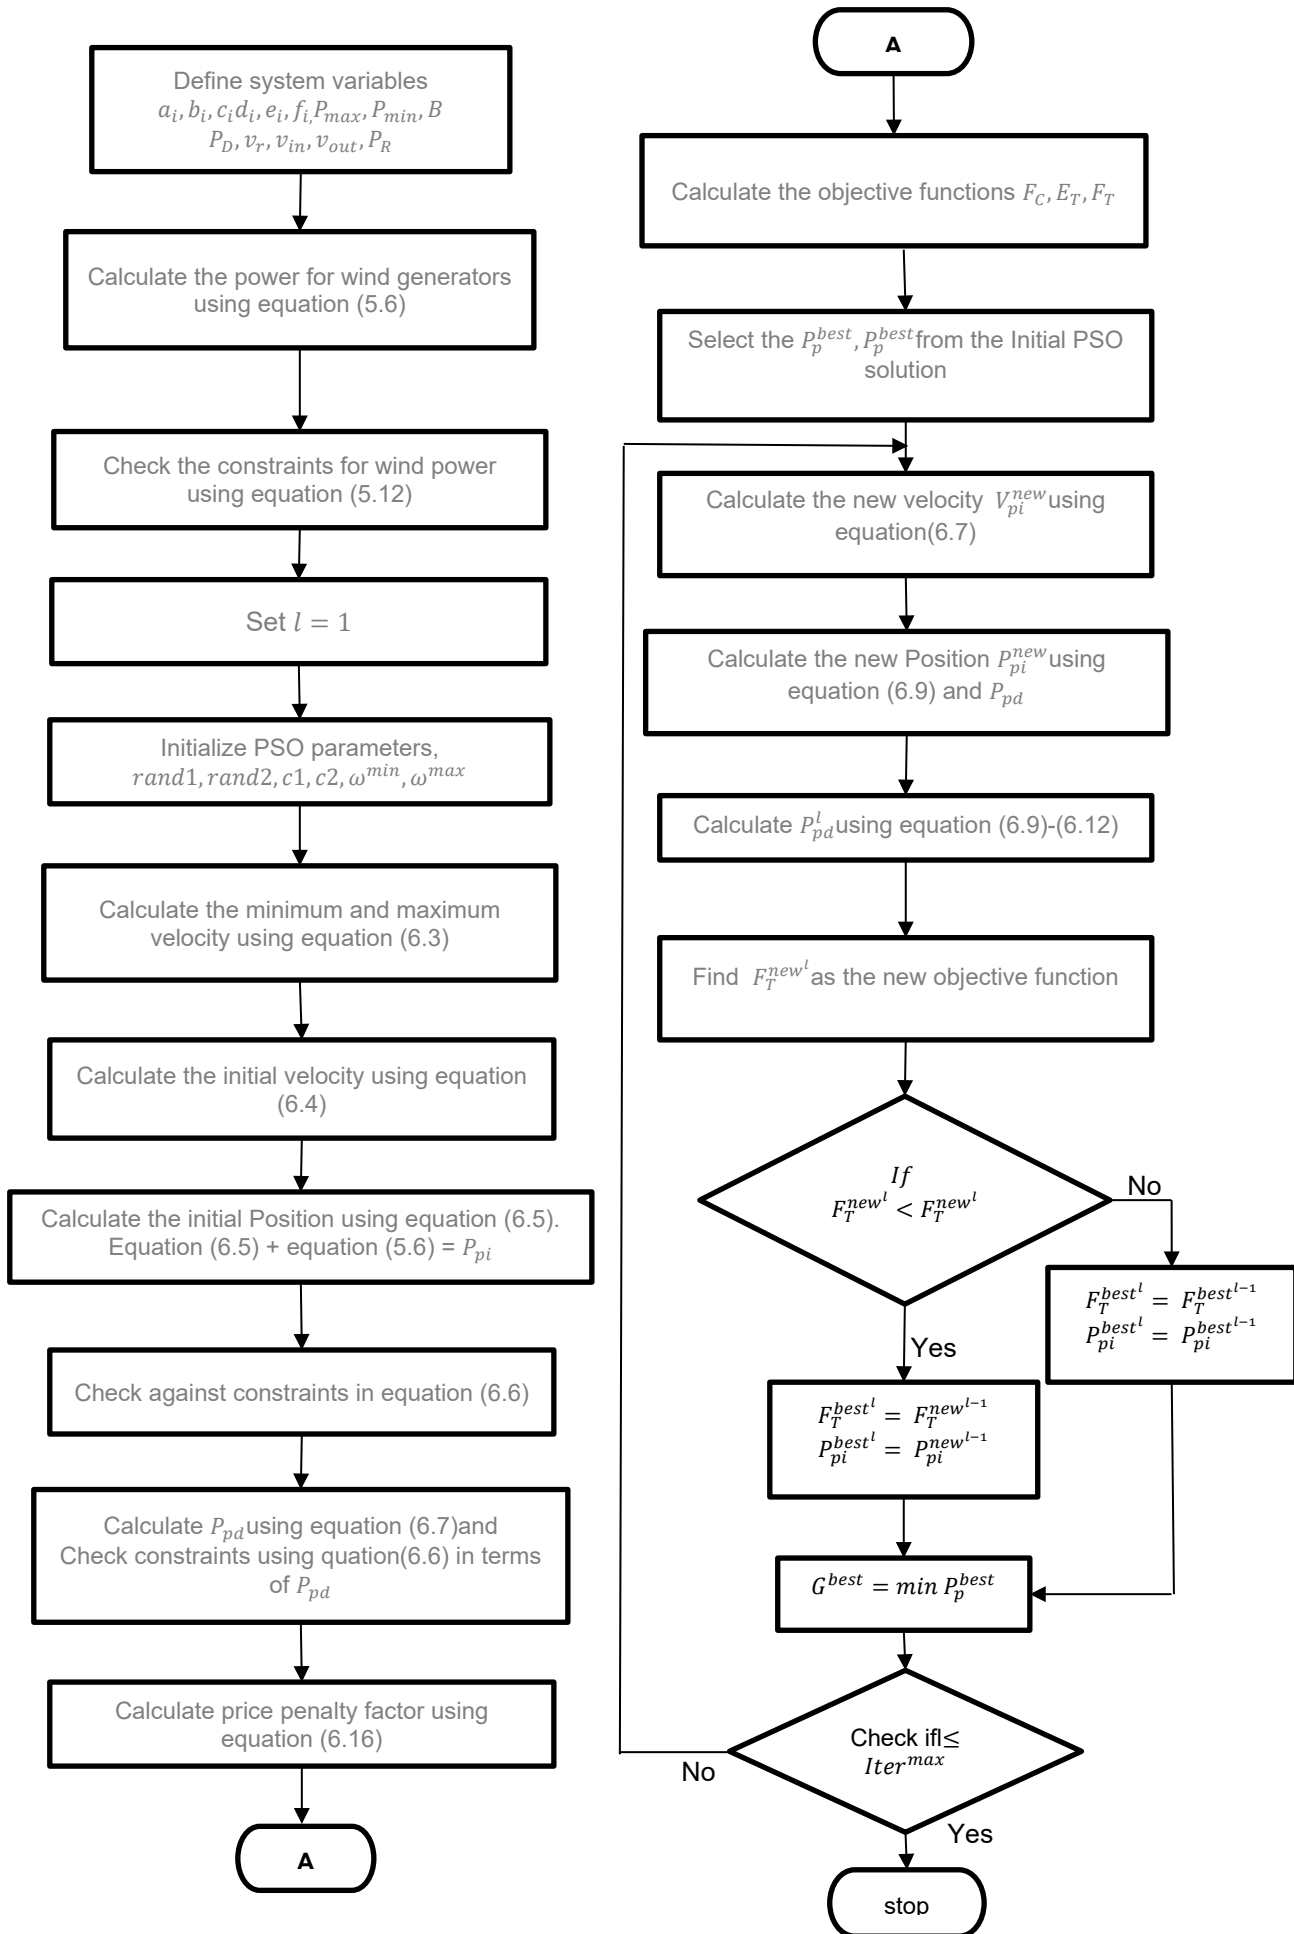 Define system variables
a_i, b_i, c_i d_i, e_i, f_i, P_max, P_min, B
P_D, v_r, v_in, v_out, P_R
Calculate the power for wind generators
using equation (5.6)
Check the constraints for wind power
using equation (5.12)
Set l = 1
Initialize PSO parameters,
rand1, rand2, c1, c2, ω^min, ω^max
Calculate the minimum and maximum
velocity using equation (6.3)
Calculate the initial velocity using equation
(6.4)
Calculate the initial Position using equation (6.5).
Equation (6.5) + equation (5.6) = P_pi
Check against constraints in equation (6.6)
Calculate P_pd using equation (6.7)and
Check constraints using quation(6.6) in terms
of P_pd
Calculate price penalty factor using
equation (6.16)
A
A
Calculate the objective functions F_C, E_T, F_T
Select the P_p^best, P_p^best from the Initial PSO
solution
Calculate the new velocity V_pi^new using
equation(6.7)
Calculate the new Position P_pi^new using
equation (6.9) and P_pd
Calculate P_pd^l using equation (6.9)-(6.12)
Find F_T^new^l as the new objective function
If
F_T^new^l < F_T^new^l
No
F_T^best^l = F_T^best^l-1
P_pi^best^l = P_pi^best^l-1
Yes
F_T^best^l = F_T^new^l-1
P_pi^best^l = P_pi^new^l-1
G^best = min P_p^best
Check ifl≤
Iter^max
No
Yes
stop